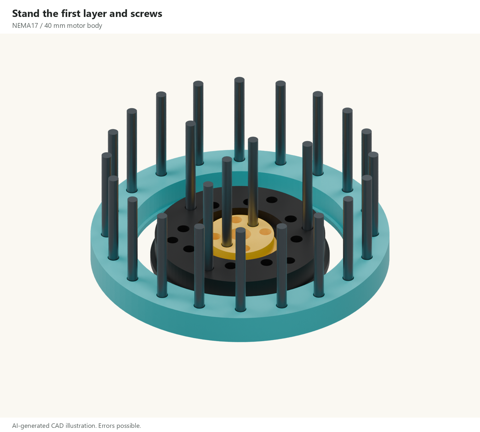 Stand the first layer and screws
NEMA17 / 40 mm motor body
AI-generated CAD illustration. Errors possible.